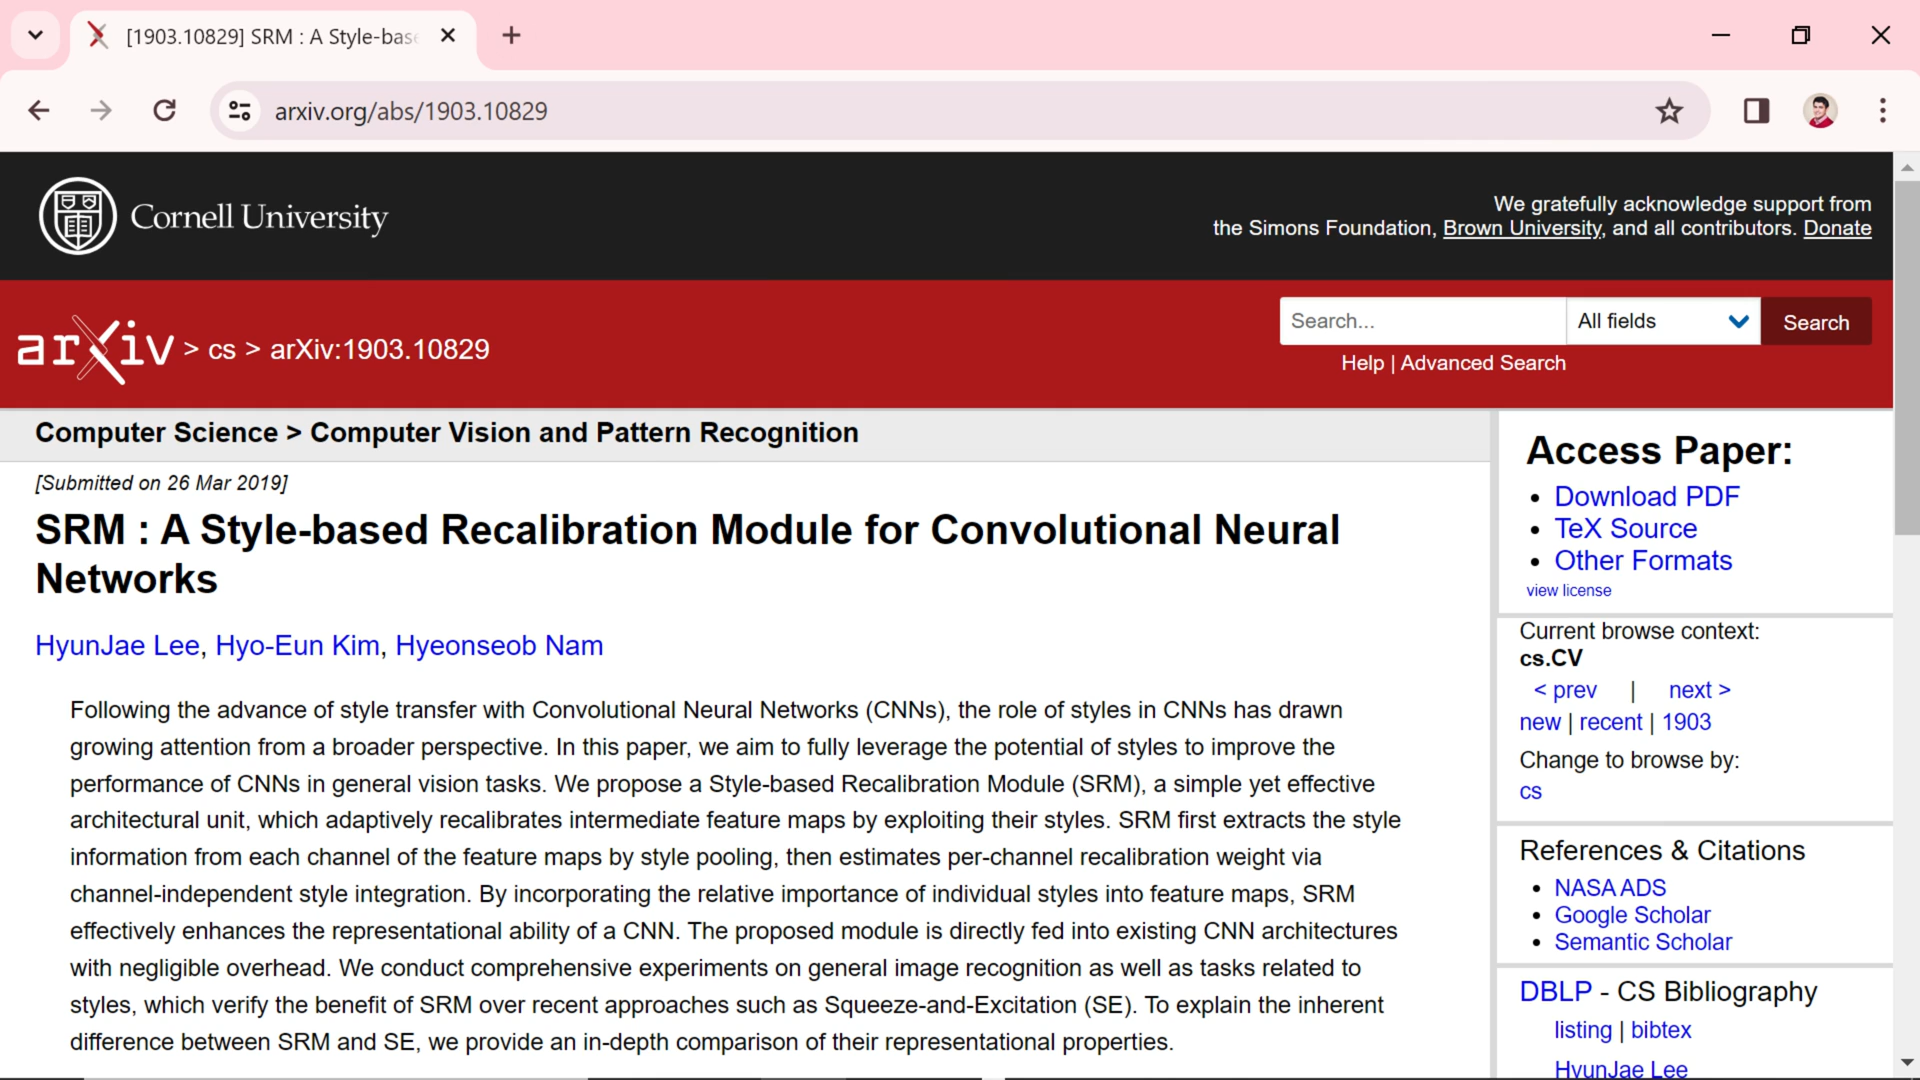 [1903.10829] SRM : A Style-bas
arxiv.org/abs/1903.10829
Cornell University
We gratefully acknowledge support from
the Simons Foundation, Brown University, and all contributors. Donate
arXiv > cs > arXiv:1903.10829
Search...
All fields
Search
Help | Advanced Search
Computer Science > Computer Vision and Pattern Recognition
[Submitted on 26 Mar 2019]
SRM : A Style-based Recalibration Module for Convolutional Neural
Networks
HyunJae Lee, Hyo-Eun Kim, Hyeonseob Nam
Following the advance of style transfer with Convolutional Neural Networks (CNNs), the role of styles in CNNs has drawn
growing attention from a broader perspective. In this paper, we aim to fully leverage the potential of styles to improve the
performance of CNNs in general vision tasks. We propose a Style-based Recalibration Module (SRM), a simple yet effective
architectural unit, which adaptively recalibrates intermediate feature maps by exploiting their styles. SRM first extracts the style
information from each channel of the feature maps by style pooling, then estimates per-channel recalibration weight via
channel-independent style integration. By incorporating the relative importance of individual styles into feature maps, SRM
effectively enhances the representational ability of a CNN. The proposed module is directly fed into existing CNN architectures
with negligible overhead. We conduct comprehensive experiments on general image recognition as well as tasks related to
styles, which verify the benefit of SRM over recent approaches such as Squeeze-and-Excitation (SE). To explain the inherent
difference between SRM and SE, we provide an in-depth comparison of their representational properties.
Access Paper:
• Download PDF
• TeX Source
• Other Formats
view license
Current browse context:
cs.CV
< prev | next >
new | recent | 1903
Change to browse by:
cs
References & Citations
• NASA ADS
• Google Scholar
• Semantic Scholar
DBLP - CS Bibliography
listing | bibtex
HyunJae Lee